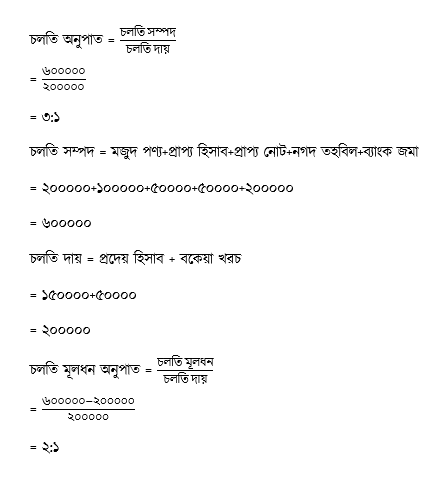 চলতি অনুপাত = চলতি সম্পদ / চলতি দায়
= ৬০০০০০ / ২০০০০০
= ৩:১
চলতি সম্পদ = মজুদ পণ্য+প্রাপ্য হিসাব+প্রাপ্য নোট+নগদ তহবিল+ব্যাংক জমা
= ২০০০০০+১০০০০০+৫০০০০+৫০০০০+২০০০০০
= ৬০০০০০
চলতি দায় = প্রদেয় হিসাব + বকেয়া খরচ
= ১৫০০০০+৫০০০০
= ২০০০০০
চলতি মূলধন অনুপাত = চলতি মূলধন / চলতি দায়
= ৬০০০০০−২০০০০০ / ২০০০০০
= ২:১